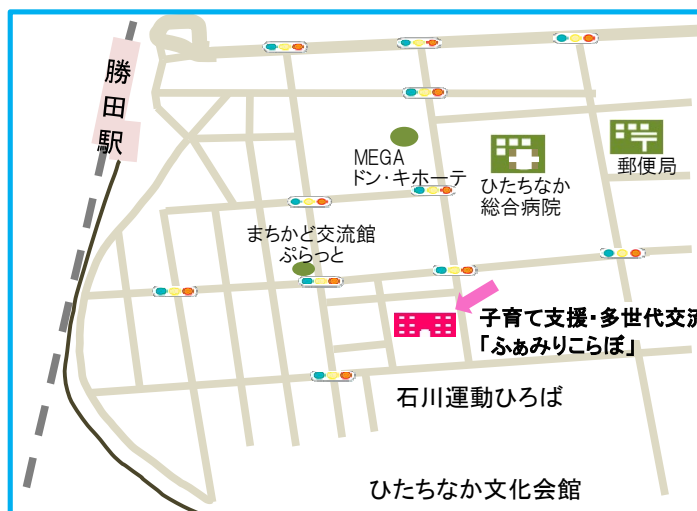 勝田駅
MEGA
ドン・キホーテ
ひたちなか
総合病院
郵便局
まちかど交流館
ぷらっと
子育て支援・多世代交流
「ふぁみりこらぼ」
石川運動ひろば
ひたちなか文化会館